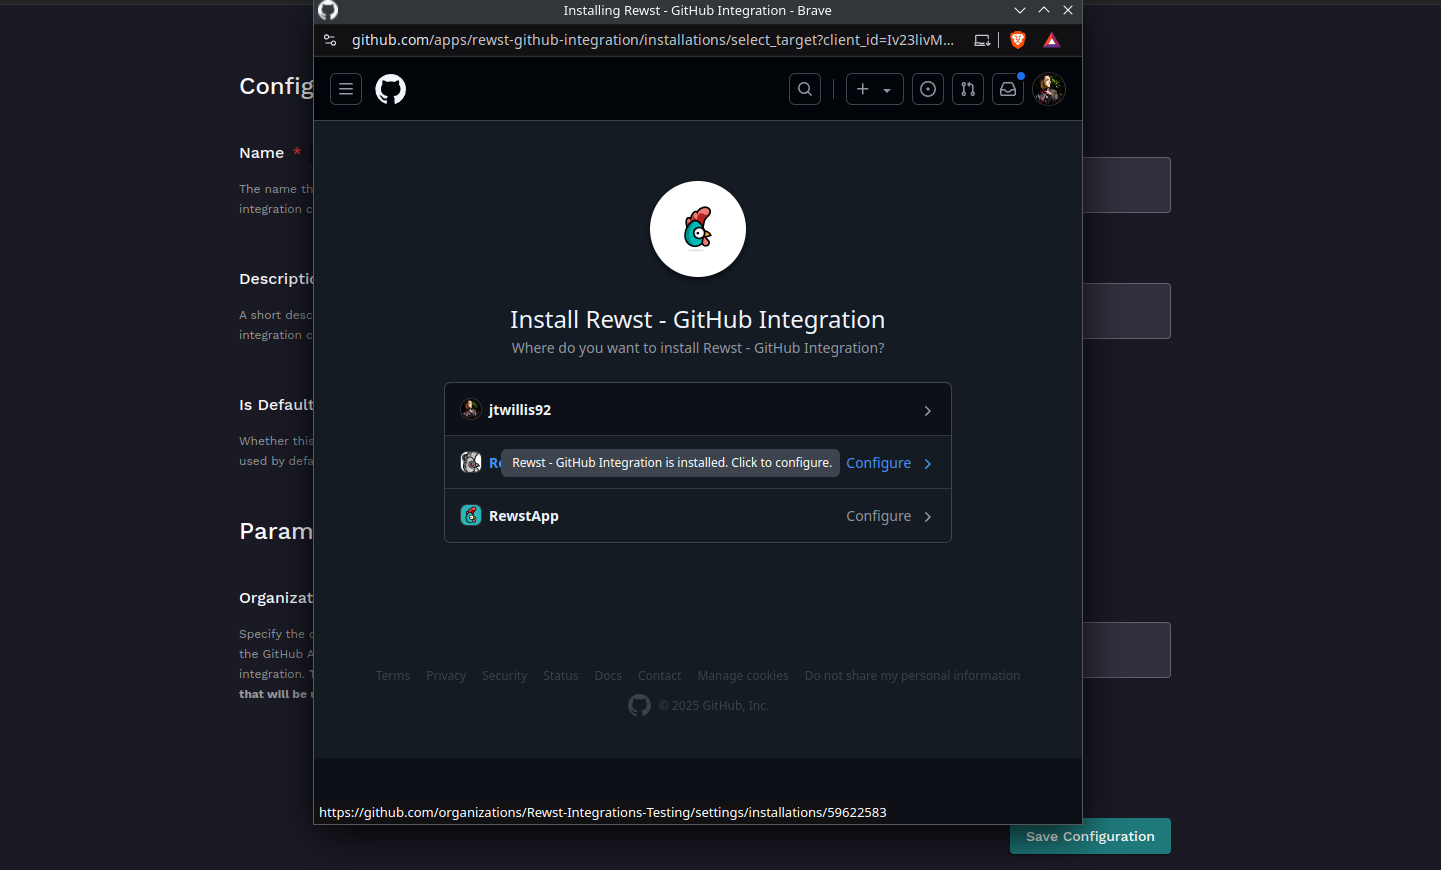 Installing Rewst - GitHub Integration - Brave
github.com/apps/rewst-github-integration/installations/select_target?client_id=Iv23livM...
Config
Name *
The name th
integration c
Descriptio
A short desc
integration c
Is Default
Whether this
used by defa
Param
Organizat
Specify the o
the GitHub A
integration. T
that will be u
Install Rewst - GitHub Integration
Where do you want to install Rewst - GitHub Integration?
jtwillis92
Re Rewst - GitHub Integration is installed. Click to configure. Configure
RewstApp Configure
Terms Privacy Security Status Docs Contact Manage cookies Do not share my personal information
© 2025 GitHub, Inc.
https://github.com/organizations/Rewst-Integrations-Testing/settings/installations/59622583
Save Configuration